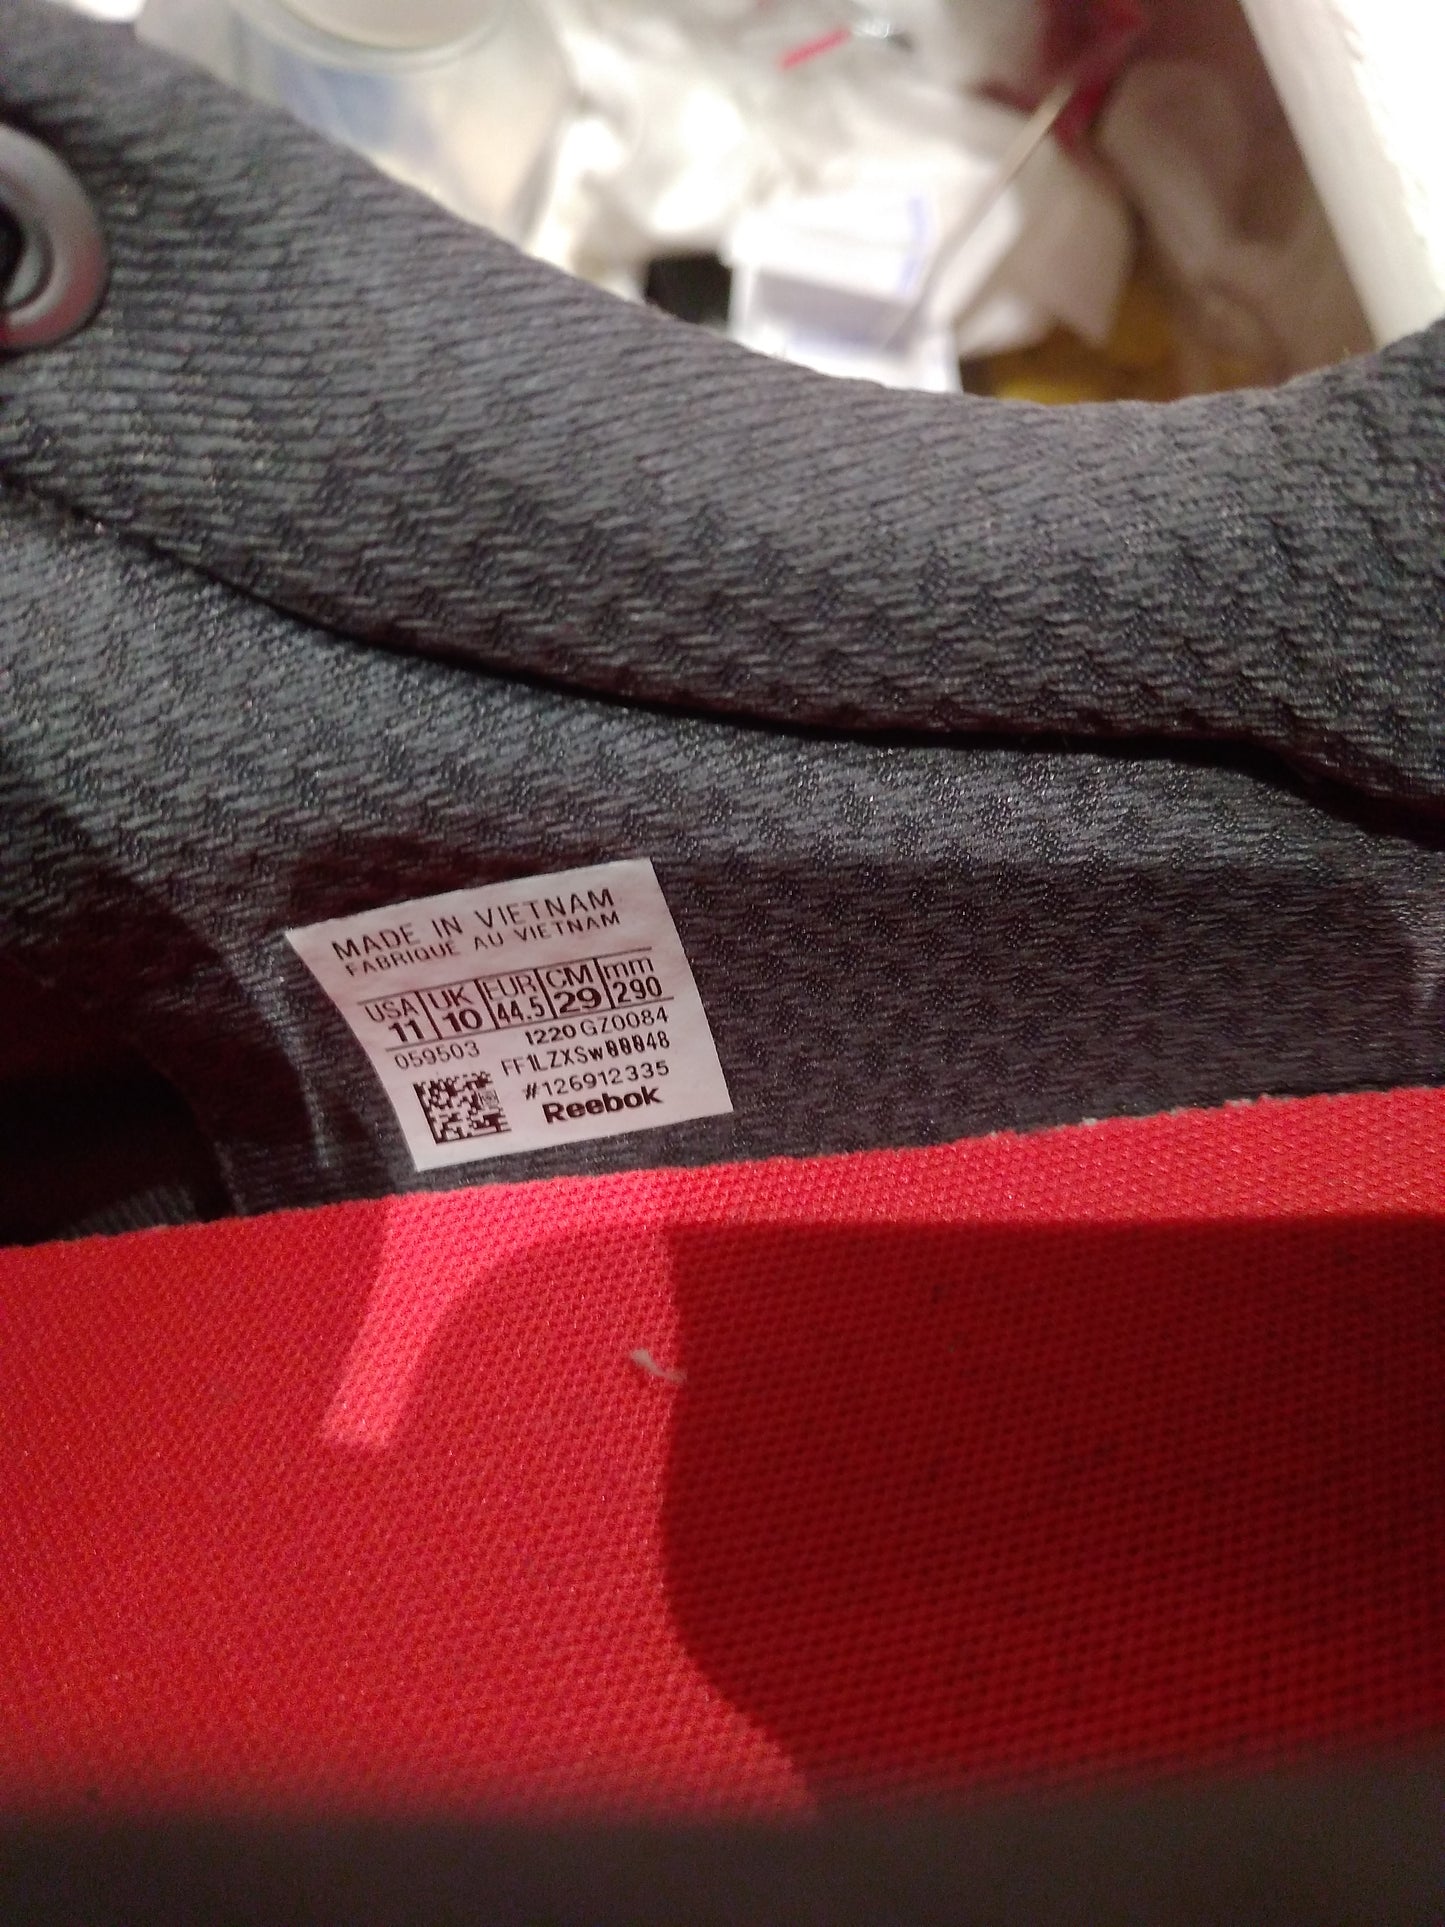 MADE IN VIETNAM
FABRIQUE AU VIETNAM
USA UK EUR CM mm
11 10 44.5 29 290
059503 1220 GZ0084
FF1LZXSw00048
#126912335
Reebok